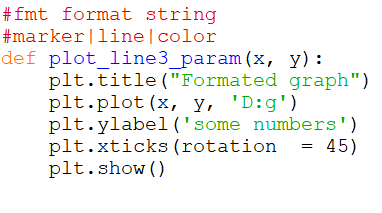 #fmt format string
#marker|line|color
def plot_line3_param(x, y):
    plt.title("Formated graph")
    plt.plot(x, y, 'D:g')
    plt.ylabel('some numbers')
    plt.xticks(rotation  = 45)
    plt.show()